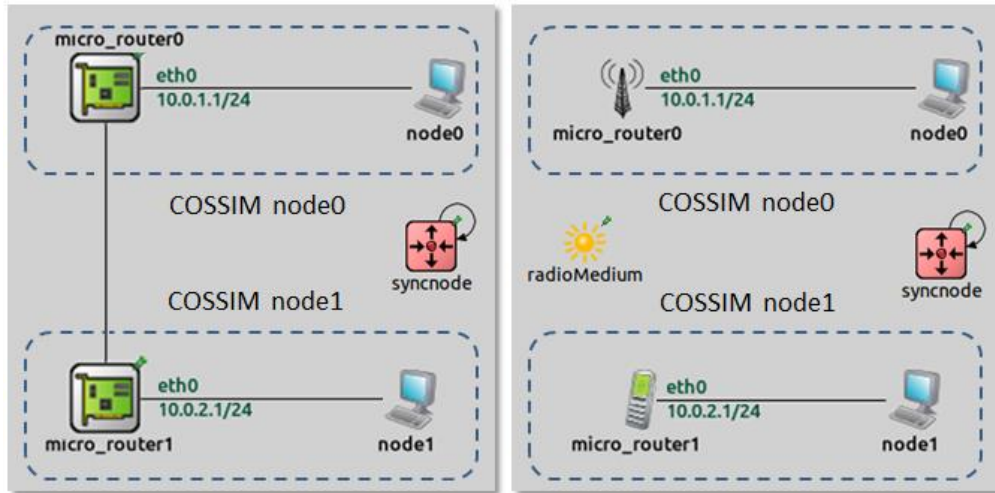 micro_router0
eth0
10.0.1.1/24
node0
COSSIM node0
syncnode
COSSIM node1
eth0
10.0.2.1/24
micro_router1
node1
eth0
10.0.1.1/24
micro_router0
node0
COSSIM node0
radioMedium
syncnode
COSSIM node1
eth0
10.0.2.1/24
micro_router1
node1